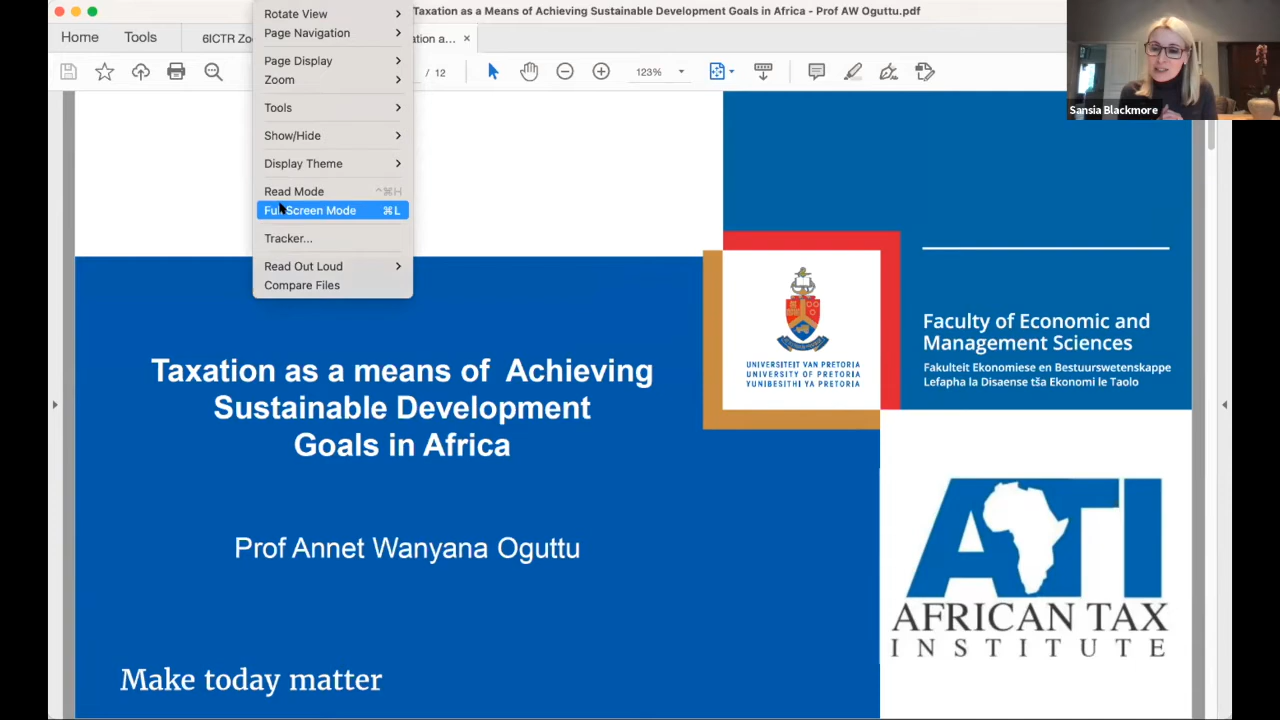 Taxation as a Means of Achieving Sustainable Development Goals in Africa - Prof AW Oguttu.pdf
Home
Tools
6ICTR Zo
ation a...
/ 12
123%
Rotate View
Page Navigation
Page Display
Zoom
Tools
Show/Hide
Display Theme
Read Mode ^⌘H
Full Screen Mode ⌘L
Tracker...
Read Out Loud
Compare Files
Sansia Blackmore
UNIVERSITEIT VAN PRETORIA
UNIVERSITY OF PRETORIA
YUNIBESITHI YA PRETORIA
Faculty of Economic and
Management Sciences
Fakulteit Ekonomiese en Bestuurswetenskappe
Lefapha la Disaense tša Ekonomi le Taolo
Taxation as a means of Achieving
Sustainable Development
Goals in Africa
Prof Annet Wanyana Oguttu
ATI
AFRICAN TAX
INSTITUTE
Make today matter